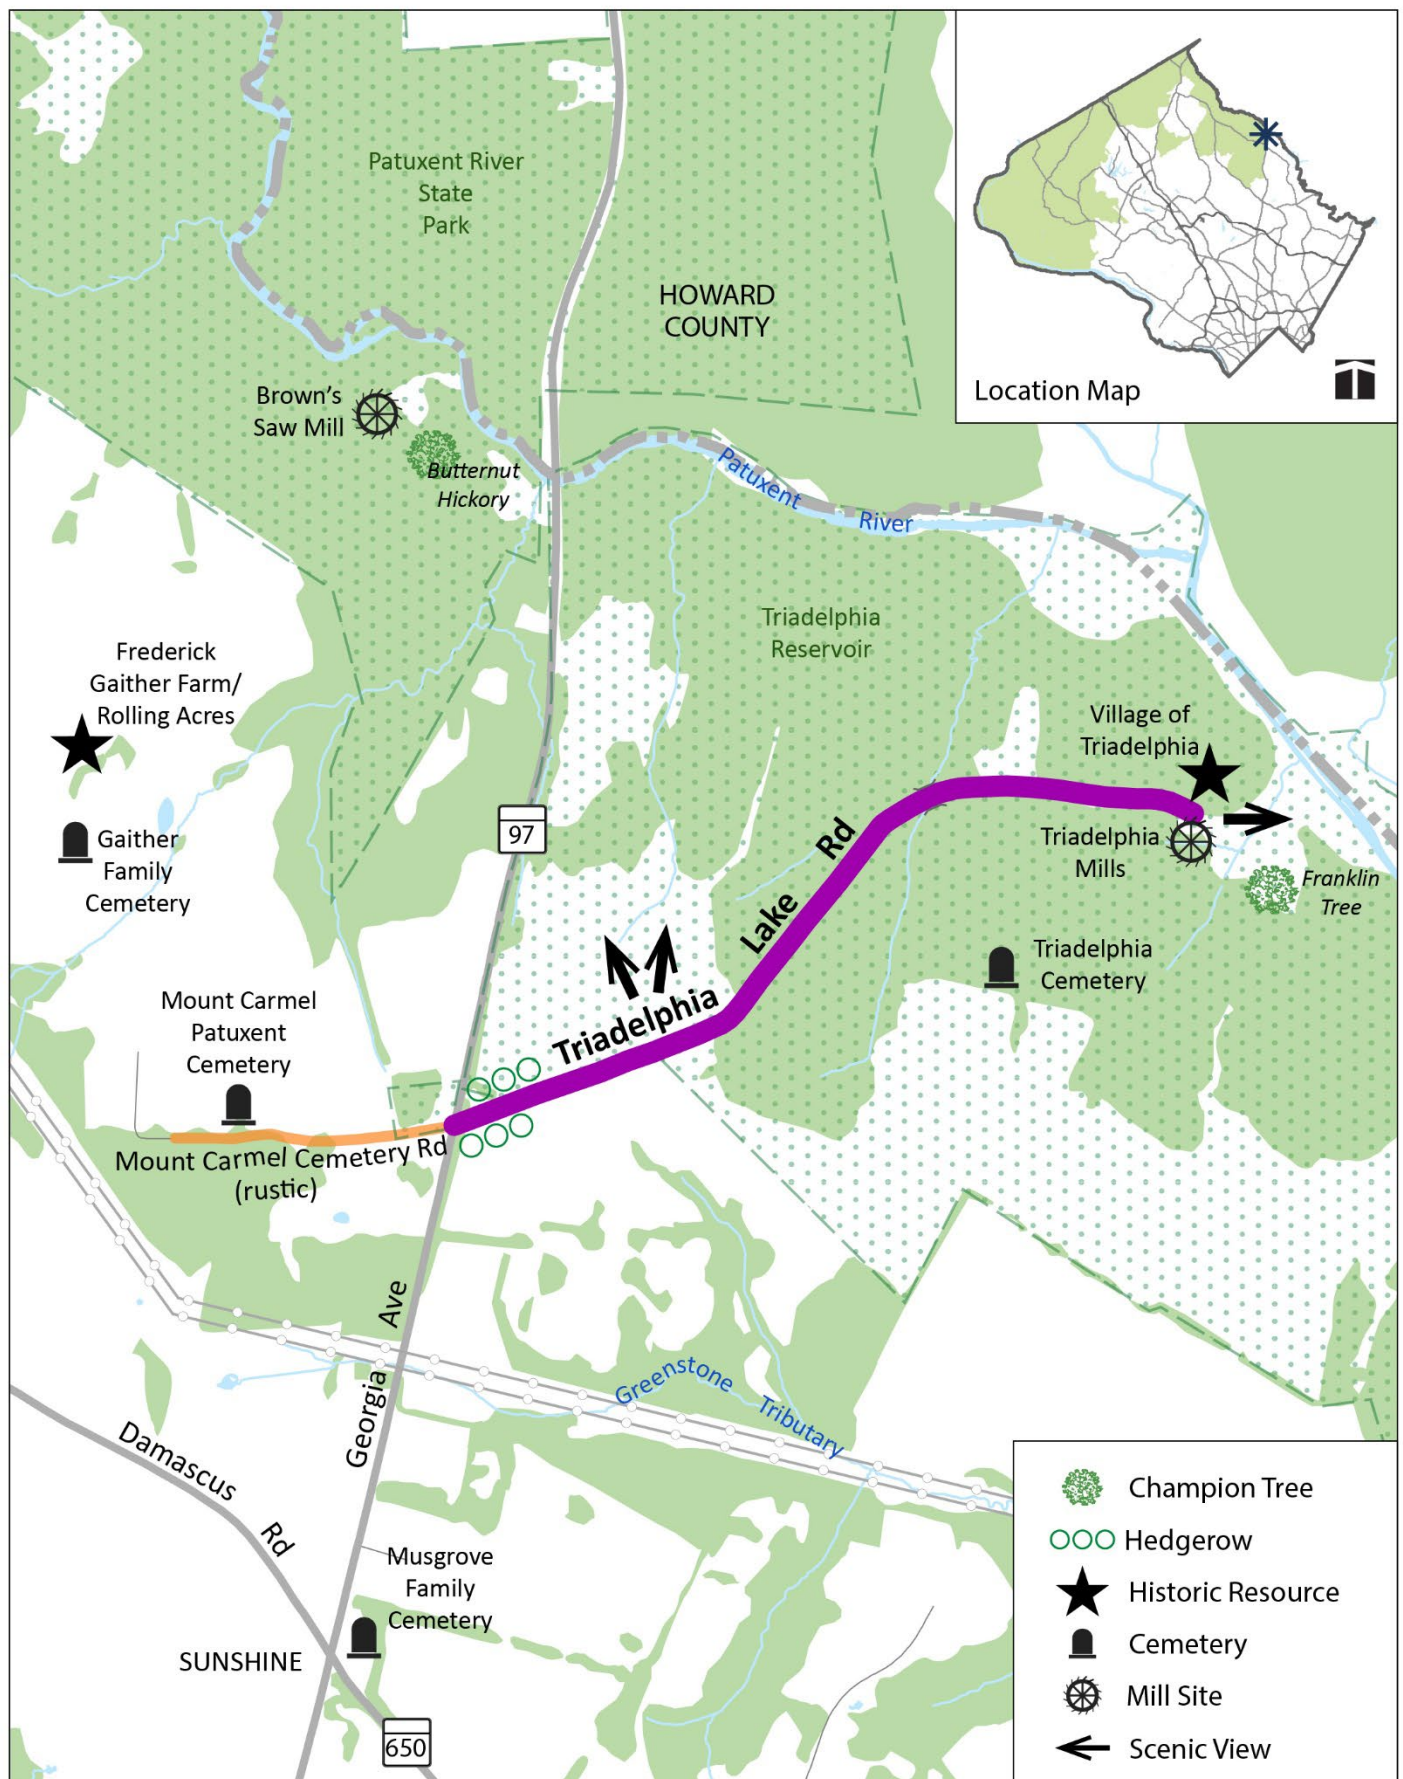 Patuxent River
State
Park
HOWARD
COUNTY
Location Map
Brown's
Saw Mill
Butternut
Hickory
Patuxent
River
Triadelphia
Reservoir
Frederick
Gaither Farm/
Rolling Acres
Village of
Triadelphia
97
Gaither
Family
Cemetery
Triadelphia
Mills
Franklin
Tree
Triadelphia Lake Rd
Triadelphia
Cemetery
Mount Carmel
Patuxent
Cemetery
Mount Carmel Cemetery Rd
(rustic)
Georgia Ave
Greenstone Tributary
Damascus Rd
Musgrove
Family
Cemetery
SUNSHINE
650
Champion Tree
Hedgerow
Historic Resource
Cemetery
Mill Site
Scenic View